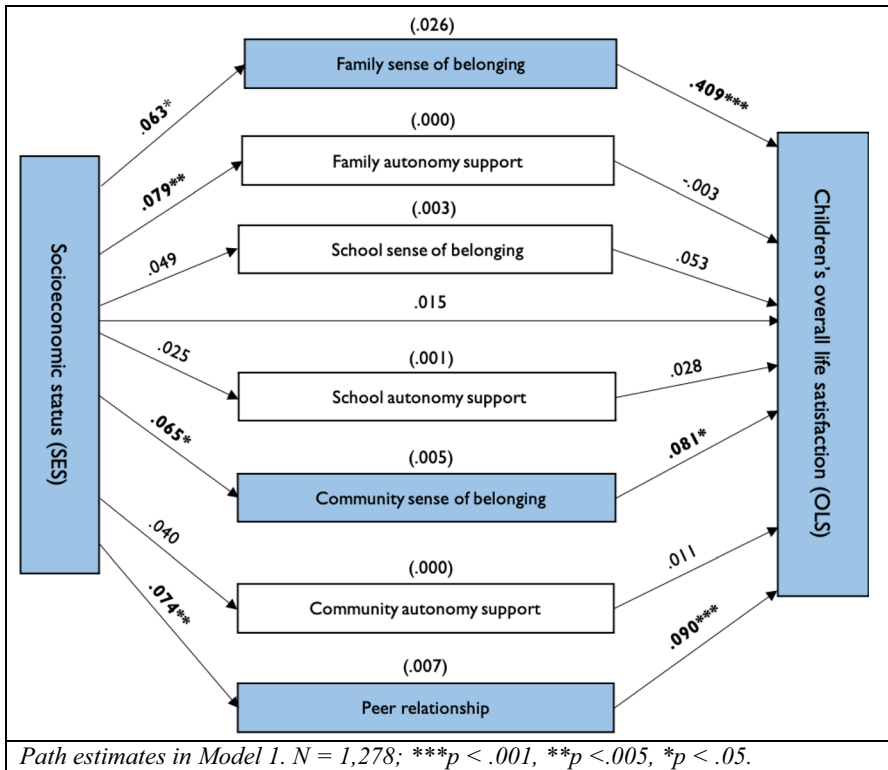 (.026)
Family sense of belonging
.063*
.409***
(.000)
Family autonomy support
.079**
-.003
(.003)
School sense of belonging
.049
.053
.015
Socioeconomic status (SES)
Children's overall life satisfaction (OLS)
(.001)
School autonomy support
.025
.028
(.005)
Community sense of belonging
.065*
.081*
(.000)
Community autonomy support
.040
.011
(.007)
Peer relationship
.074**
.090***
Path estimates in Model 1. N = 1,278; ***p < .001, **p <.005, *p < .05.